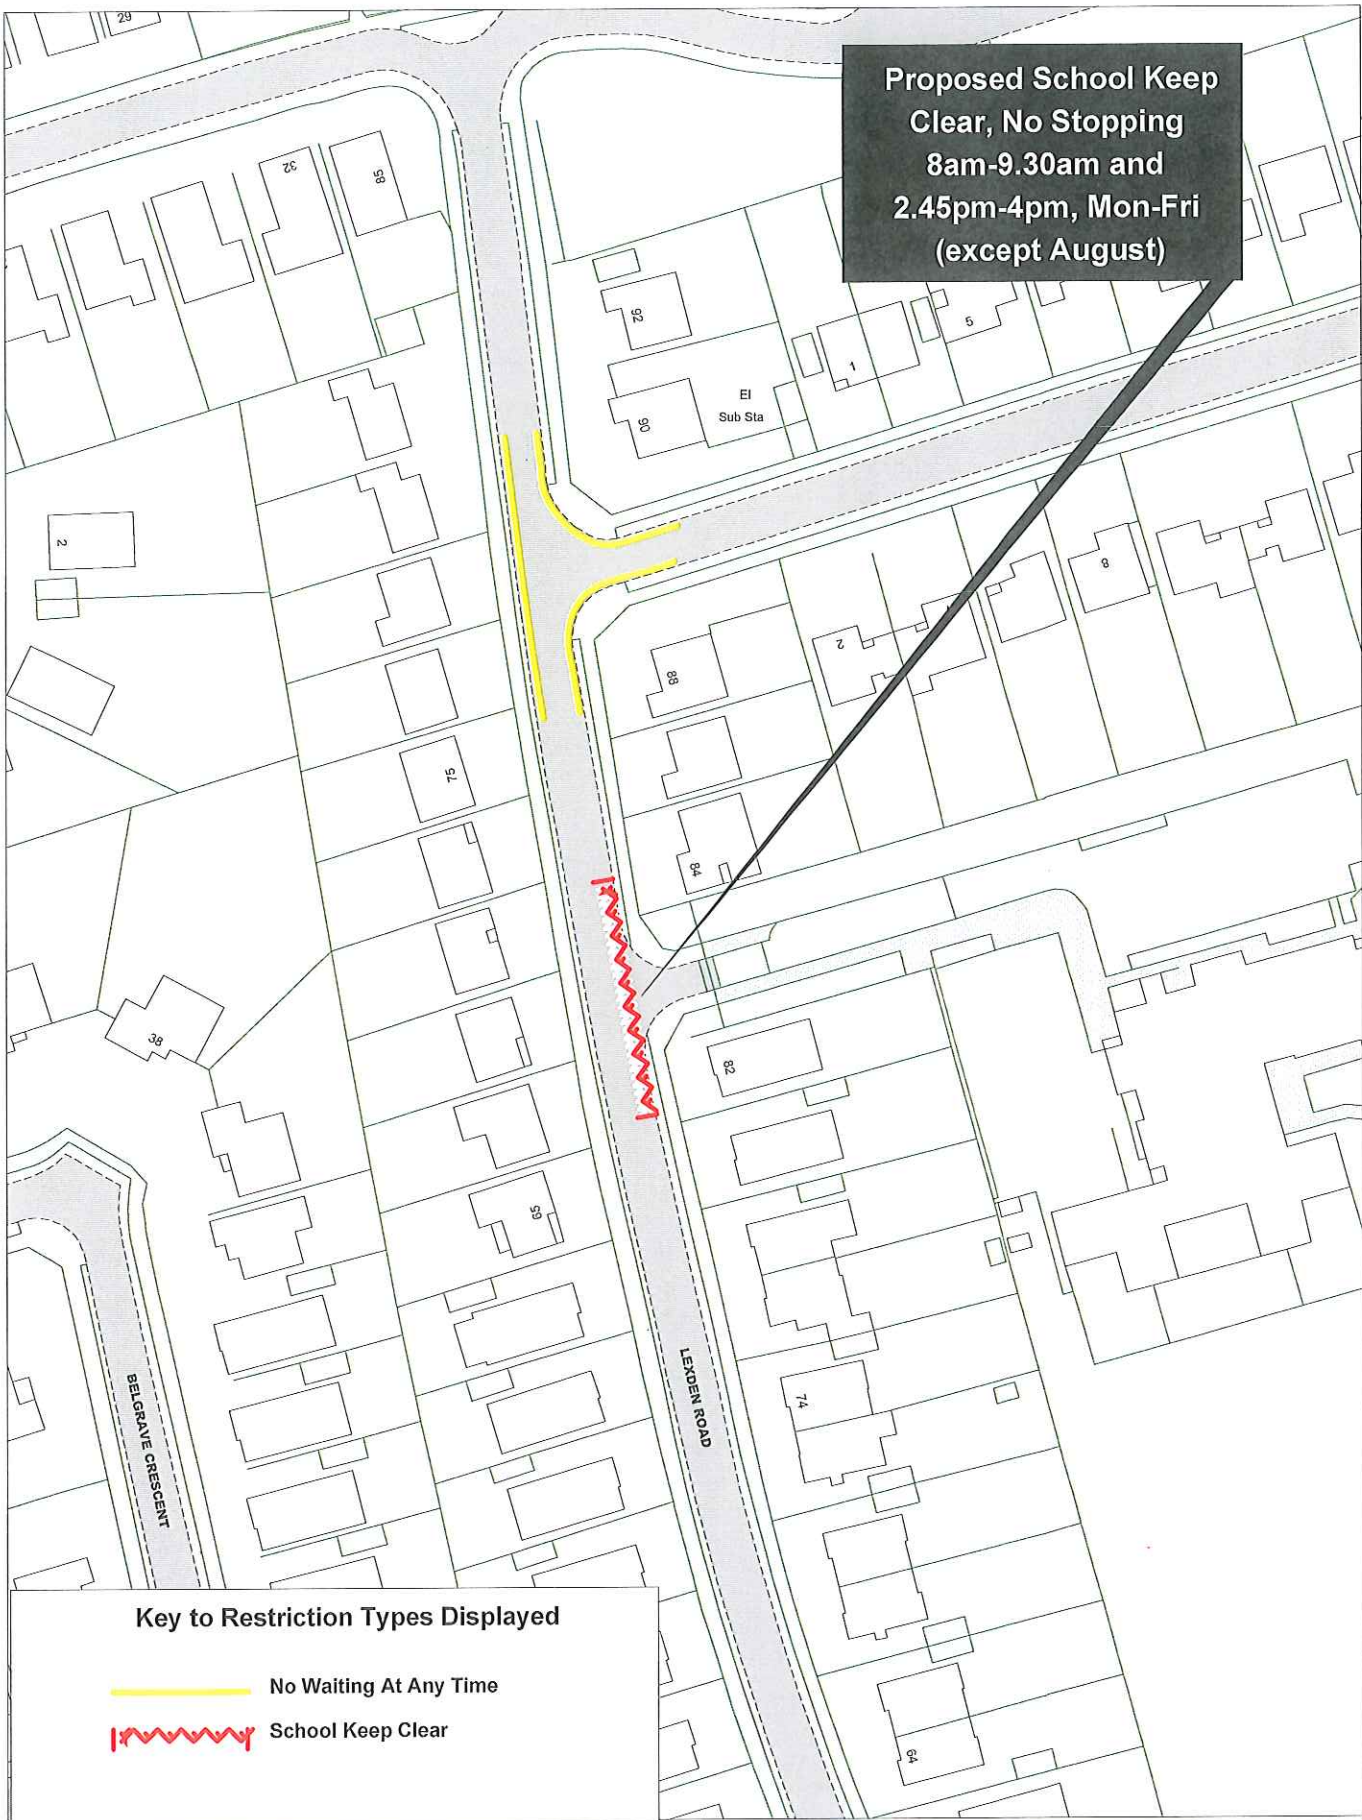 29
Proposed School Keep
Clear, No Stopping
8am-9.30am and
2.45pm-4pm, Mon-Fri
(except August)
32
85
92
5
1
El
Sub Sta
90
2
8
2
88
75
84
38
82
65
LEXDEN ROAD
74
BELGRAVE CRESCENT
Key to Restriction Types Displayed
No Waiting At Any Time
School Keep Clear
64